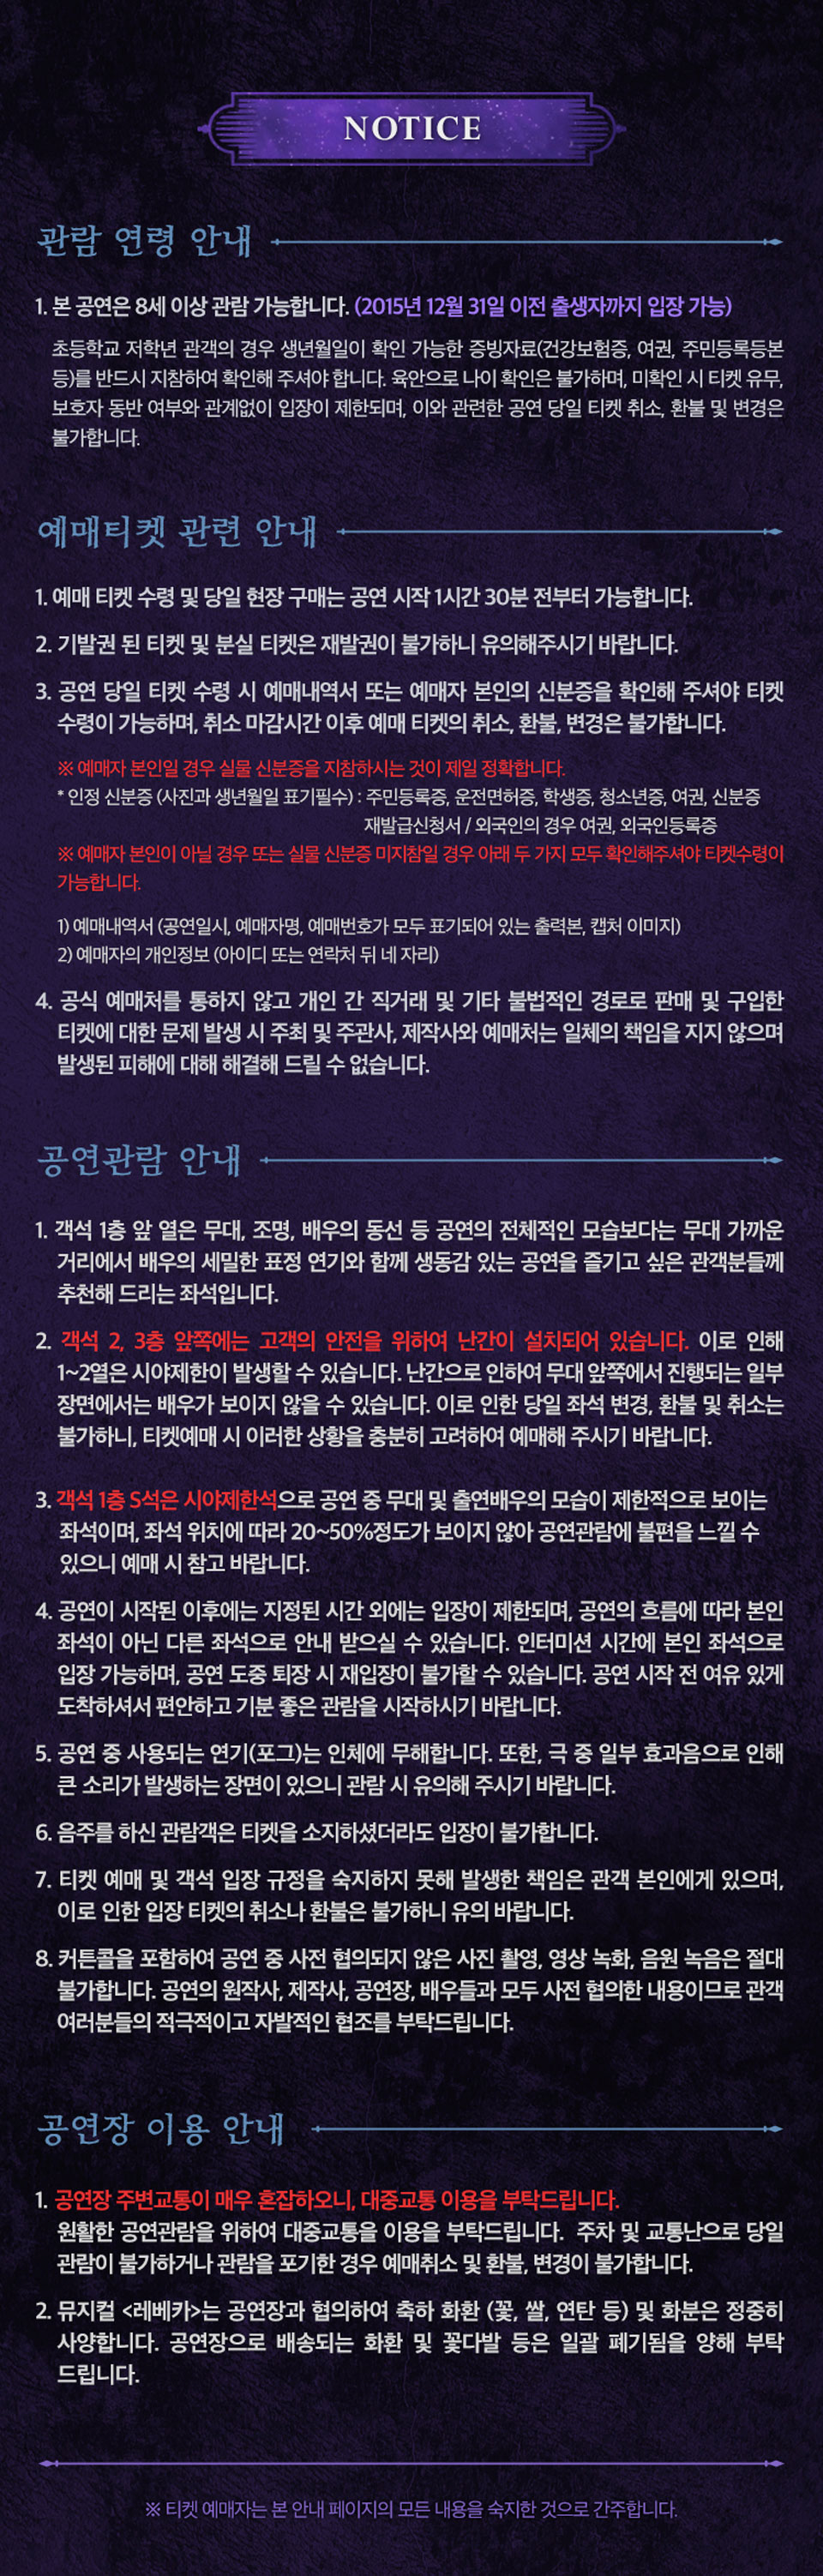 NOTICE
관람 연령 안내
1. 본 공연은 8세 이상 관람 가능합니다. (2015년 12월 31일 이전 출생자까지 입장 가능)
초등학교 저학년 관객의 경우 생년월일이 확인 가능한 증빙자료(건강보험증, 여권, 주민등록등본
등)를 반드시 지참하여 확인해 주셔야 합니다. 육안으로 나이 확인은 불가하며, 미확인 시 티켓 유무,
보호자 동반 여부와 관계없이 입장이 제한되며, 이와 관련한 공연 당일 티켓 취소, 환불 및 변경은
불가합니다.
예매티켓 관련 안내
1. 예매 티켓 수령 및 당일 현장 구매는 공연 시작 1시간 30분 전부터 가능합니다.
2. 기발권 된 티켓 및 분실 티켓은 재발권이 불가하니 유의해주시기 바랍니다.
3. 공연 당일 티켓 수령 시 예매내역서 또는 예매자 본인의 신분증을 확인해 주셔야 티켓
수령이 가능하며, 취소 마감시간 이후 예매 티켓의 취소, 환불, 변경은 불가합니다.
※ 예매자 본인일 경우 실물 신분증을 지참하시는 것이 제일 정확합니다.
* 인정 신분증 (사진과 생년월일 표기필수) : 주민등록증, 운전면허증, 학생증, 청소년증, 여권, 신분증
재발급신청서 / 외국인의 경우 여권, 외국인등록증
※ 예매자 본인이 아닐 경우 또는 실물 신분증 미지참일 경우 아래 두 가지 모두 확인해주셔야 티켓수령이
가능합니다.
1) 예매내역서 (공연일시, 예매자명, 예매번호가 모두 표기되어 있는 출력본, 캡처 이미지)
2) 예매자의 개인정보 (아이디 또는 연락처 뒤 네 자리)
4. 공식 예매처를 통하지 않고 개인 간 직거래 및 기타 불법적인 경로로 판매 및 구입한
티켓에 대한 문제 발생 시 주최 및 주관사, 제작사와 예매처는 일체의 책임을 지지 않으며
발생된 피해에 대해 해결해 드릴 수 없습니다.
공연관람 안내
1. 객석 1층 앞 열은 무대, 조명, 배우의 동선 등 공연의 전체적인 모습보다는 무대 가까운
거리에서 배우의 세밀한 표정 연기와 함께 생동감 있는 공연을 즐기고 싶은 관객분들께
추천해 드리는 좌석입니다.
2. 객석 2, 3층 앞쪽에는 고객의 안전을 위하여 난간이 설치되어 있습니다. 이로 인해
1~2열은 시야제한이 발생할 수 있습니다. 난간으로 인하여 무대 앞쪽에서 진행되는 일부
장면에서는 배우가 보이지 않을 수 있습니다. 이로 인한 당일 좌석 변경, 환불 및 취소는
불가하니, 티켓예매 시 이러한 상황을 충분히 고려하여 예매해 주시기 바랍니다.
3. 객석 1층 S석은 시야제한석으로 공연 중 무대 및 출연배우의 모습이 제한적으로 보이는
좌석이며, 좌석 위치에 따라 20~50%정도가 보이지 않아 공연관람에 불편을 느낄 수
있으니 예매 시 참고 바랍니다.
4. 공연이 시작된 이후에는 지정된 시간 외에는 입장이 제한되며, 공연의 흐름에 따라 본인
좌석이 아닌 다른 좌석으로 안내 받으실 수 있습니다. 인터미션 시간에 본인 좌석으로
입장 가능하며, 공연 도중 퇴장 시 재입장이 불가할 수 있습니다. 공연 시작 전 여유 있게
도착하셔서 편안하고 기분 좋은 관람을 시작하시기 바랍니다.
5. 공연 중 사용되는 연기(포그)는 인체에 무해합니다. 또한, 극 중 일부 효과음으로 인해
큰 소리가 발생하는 장면이 있으니 관람 시 유의해 주시기 바랍니다.
6. 음주를 하신 관람객은 티켓을 소지하셨더라도 입장이 불가합니다.
7. 티켓 예매 및 객석 입장 규정을 숙지하지 못해 발생한 책임은 관객 본인에게 있으며,
이로 인한 입장 티켓의 취소나 환불은 불가하니 유의 바랍니다.
8. 커튼콜을 포함하여 공연 중 사전 협의되지 않은 사진 촬영, 영상 녹화, 음원 녹음은 절대
불가합니다. 공연의 원작사, 제작사, 공연장, 배우들과 모두 사전 협의한 내용이므로 관객
여러분들의 적극적이고 자발적인 협조를 부탁드립니다.
공연장 이용 안내
1. 공연장 주변교통이 매우 혼잡하오니, 대중교통 이용을 부탁드립니다.
원활한 공연관람을 위하여 대중교통을 이용을 부탁드립니다. 주차 및 교통난으로 당일
관람이 불가하거나 관람을 포기한 경우 예매취소 및 환불, 변경이 불가합니다.
2. 뮤지컬 <레베카>는 공연장과 협의하여 축하 화환 (꽃, 쌀, 연탄 등) 및 화분은 정중히
사양합니다. 공연장으로 배송되는 화환 및 꽃다발 등은 일괄 폐기됨을 양해 부탁
드립니다.
※ 티켓 예매자는 본 안내 페이지의 모든 내용을 숙지한 것으로 간주합니다.